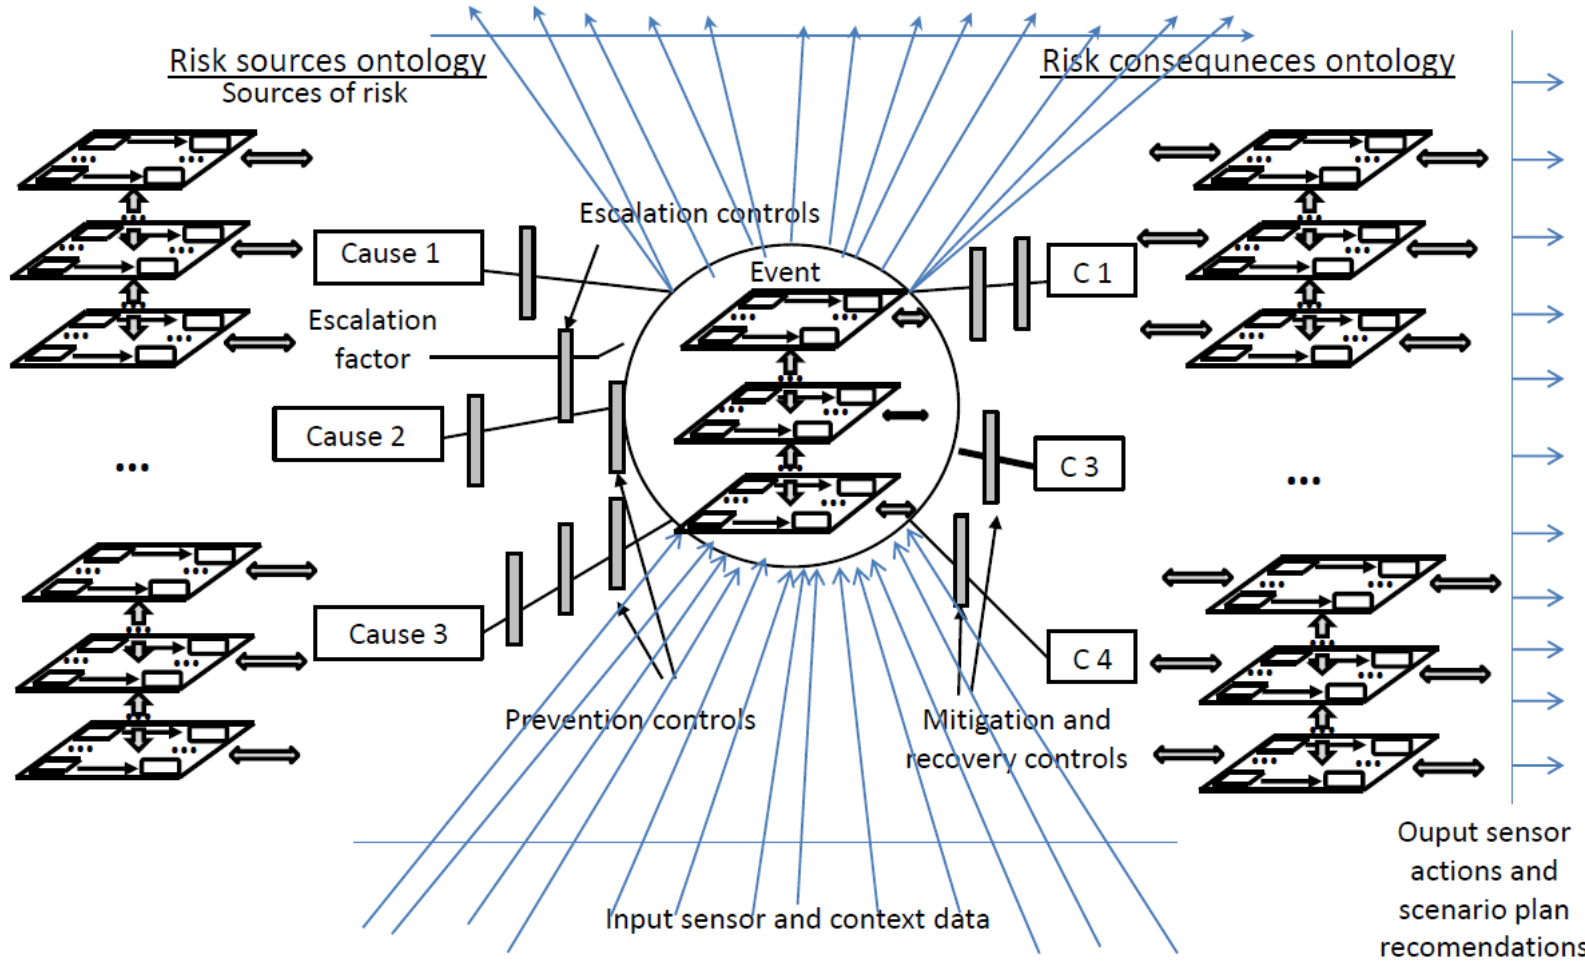 Risk sources ontology
Sources of risk
Risk consequneces ontology
Escalation controls
Cause 1
Event
C 1
Escalation
factor
Cause 2
C 3
...
...
Cause 3
C 4
Prevention controls
Mitigation and
recovery controls
Input sensor and context data
Ouput sensor
actions and
scenario plan
recomendations